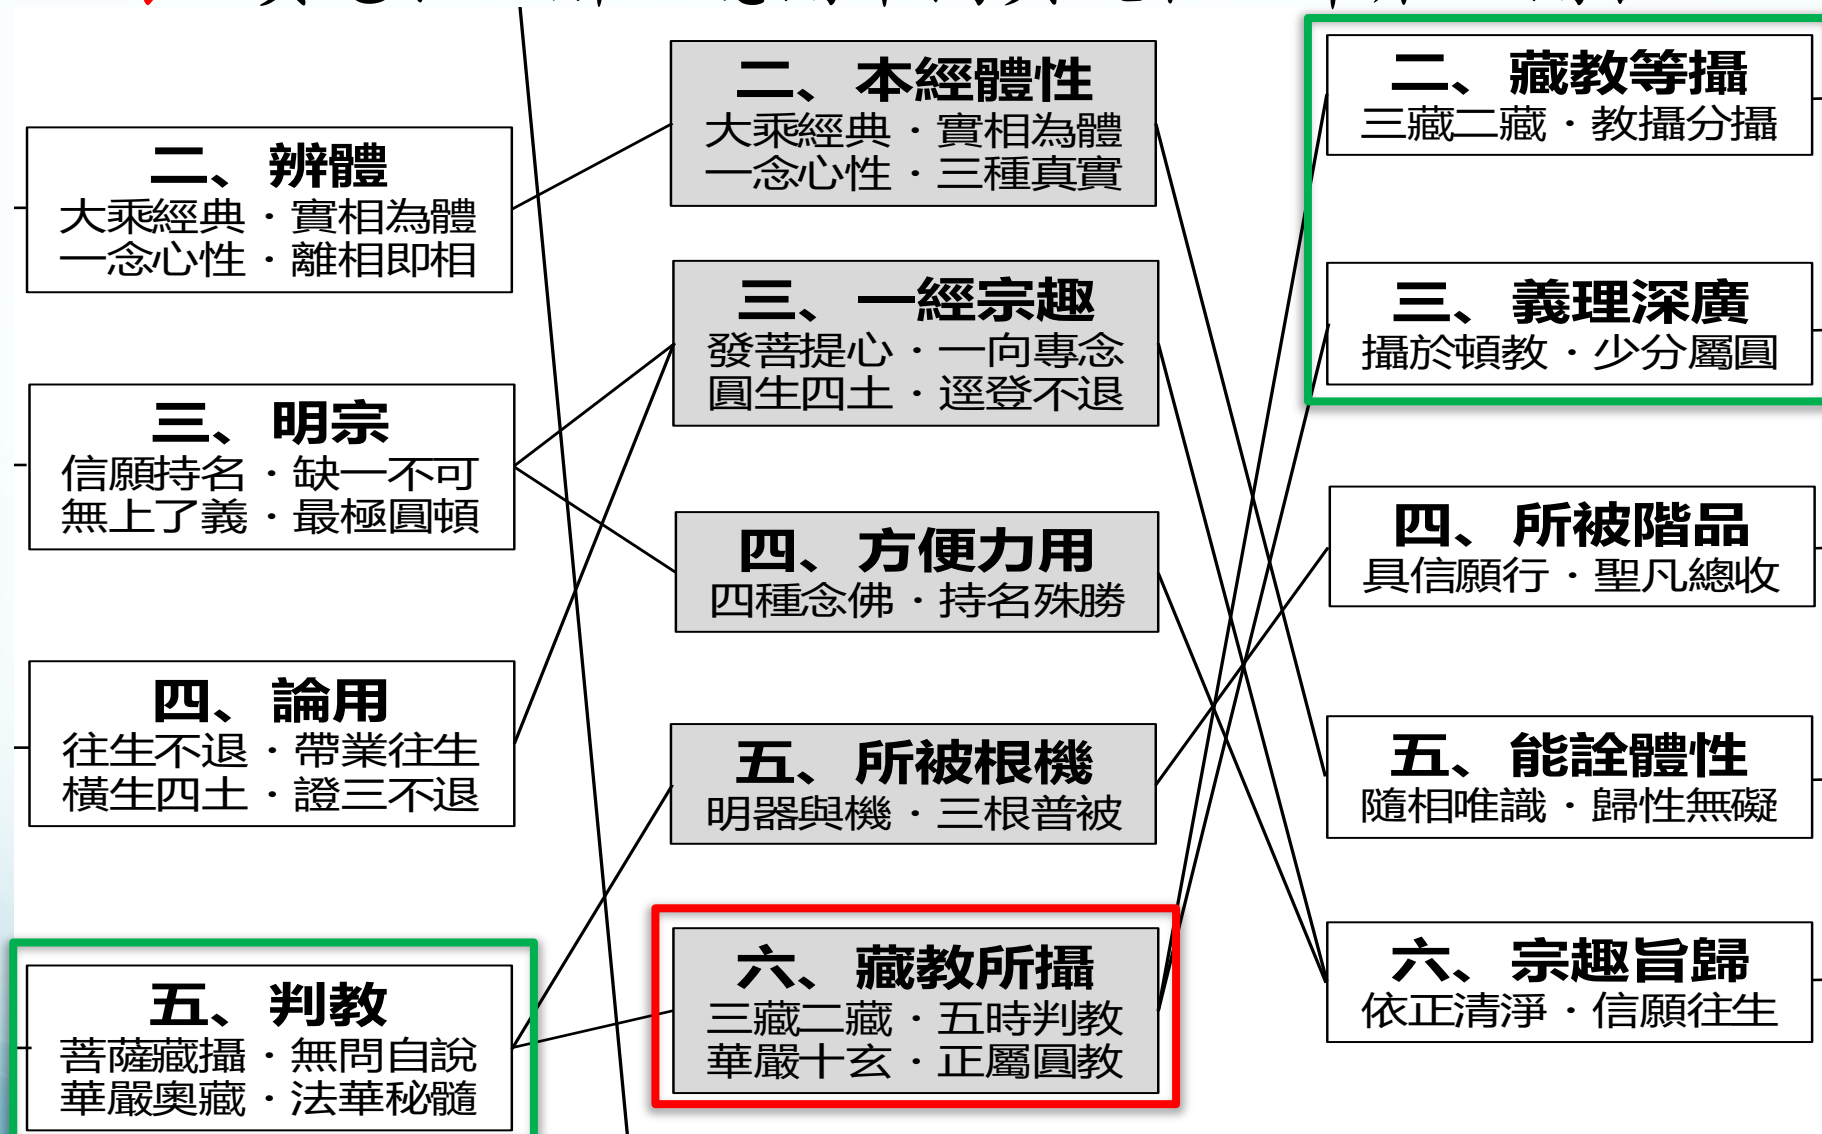 二、辨體
大乘經典．實相為體
一念心性．離相即相
三、明宗
信願持名．缺一不可
無上了義．最極圓頓
四、論用
往生不退．帶業往生
橫生四土．證三不退
五、判教
菩薩藏攝．無問自說
華嚴奧藏．法華秘髓
二、本經體性
大乘經典．實相為體
一念心性．三種真實
三、一經宗趣
發菩提心．一向專念
圓生四土．逕登不退
四、方便力用
四種念佛．持名殊勝
五、所被根機
明器與機．三根普被
六、藏教所攝
三藏二藏．五時判教
華嚴十玄．正屬圓教
二、藏教等攝
三藏二藏．教攝分攝
三、義理深廣
攝於頓教．少分屬圓
四、所被階品
具信願行．聖凡總收
五、能詮體性
隨相唯識．歸性無礙
六、宗趣旨歸
依正清淨．信願往生